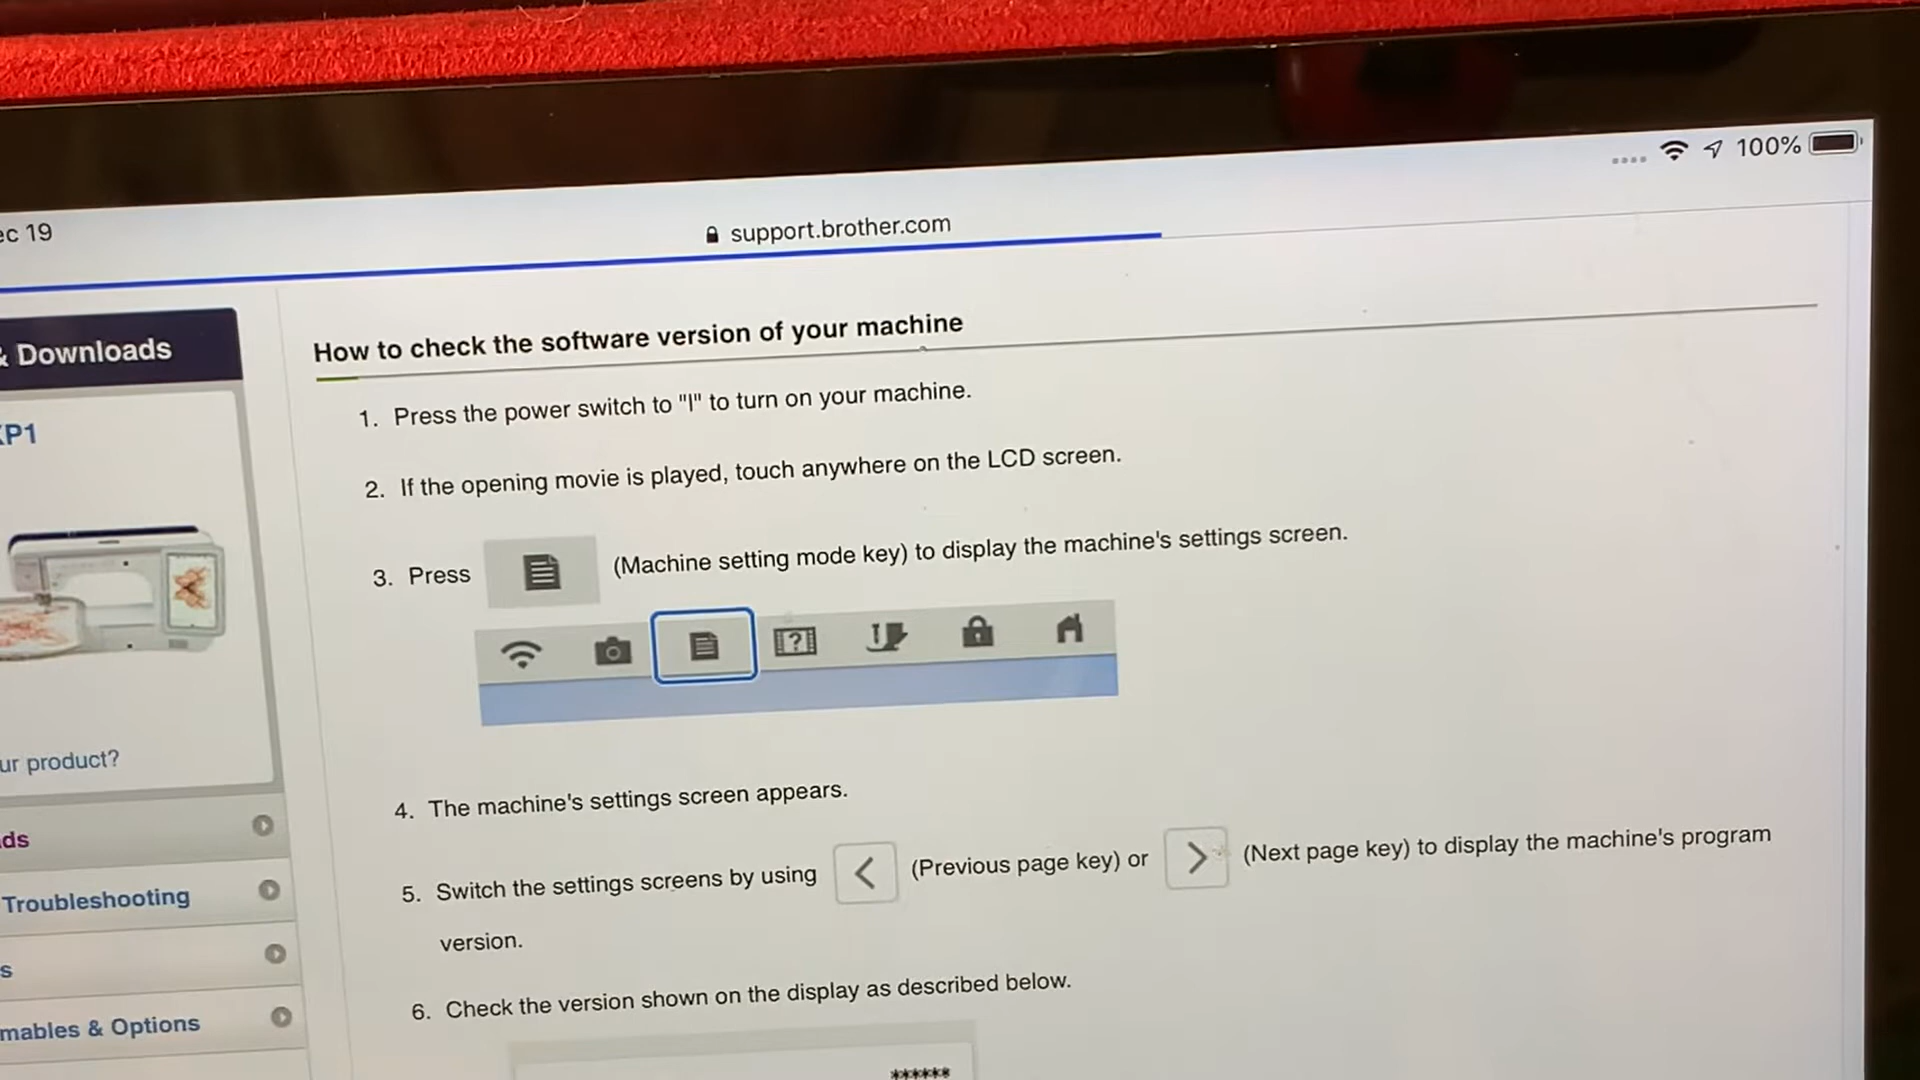 100%
ec 19
support.brother.com
& Downloads
How to check the software version of your machine
XP1
1. Press the power switch to "I" to turn on your machine.
2. If the opening movie is played, touch anywhere on the LCD screen.
3. Press (Machine setting mode key) to display the machine's settings screen.
?
ur product?
4. The machine's settings screen appears.
ds
5. Switch the settings screens by using < (Previous page key) or > (Next page key) to display the machine's program
version.
Troubleshooting
s
6. Check the version shown on the display as described below.
mables & Options
******